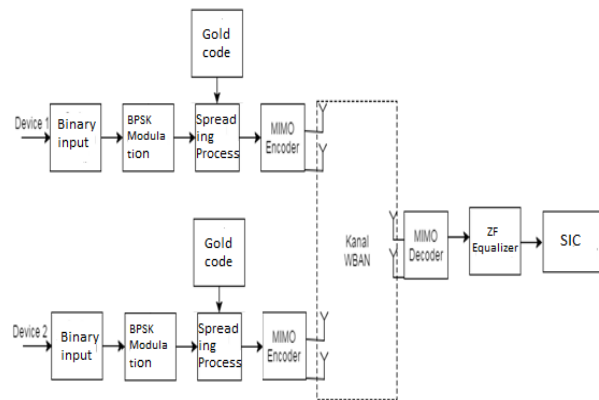 Gold
code
Device 1
Binary
input
BPSK
Modula
tion
Spread
ing
Process
MIMO
Encoder
Kanal
WBAN
MIMO
Decoder
ZF
Equalizer
SIC
Gold
code
Device 2
Binary
input
BPSK
Modula
tion
Spread
ing
Process
MIMO
Encoder